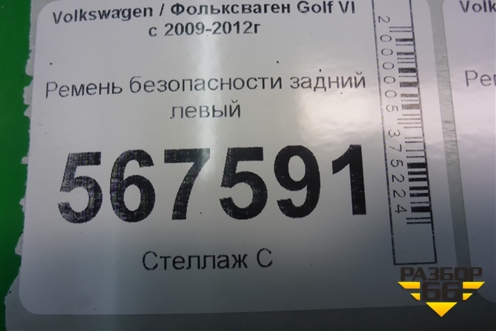 Volkswagen / Фольксваген Golf VI
с 2009-2012г
Ремень безопасности задний
левый
567591
Стеллаж С
2000005375224
РАЗБОР
66